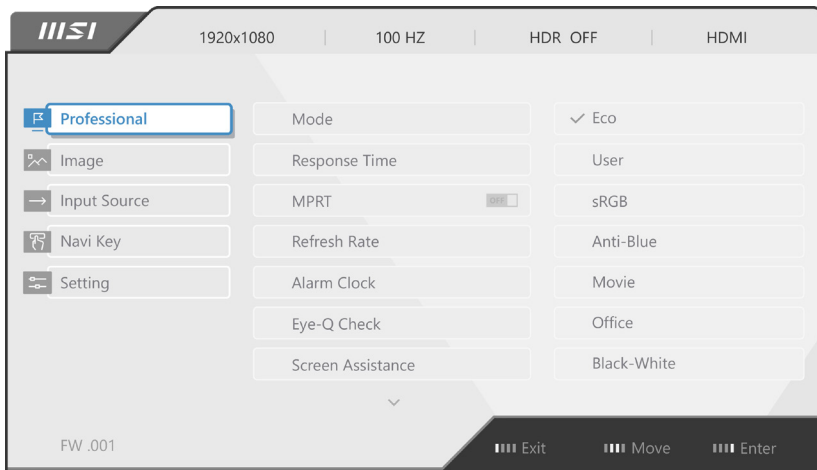 msi 1920x1080 100 HZ HDR OFF HDMI
Professional Mode Eco
Image Response Time User
Input Source MPRT OFF sRGB
Navi Key Refresh Rate Anti-Blue
Setting Alarm Clock Movie
Eye-Q Check Office
Screen Assistance Black-White
FW .001 Exit Move Enter